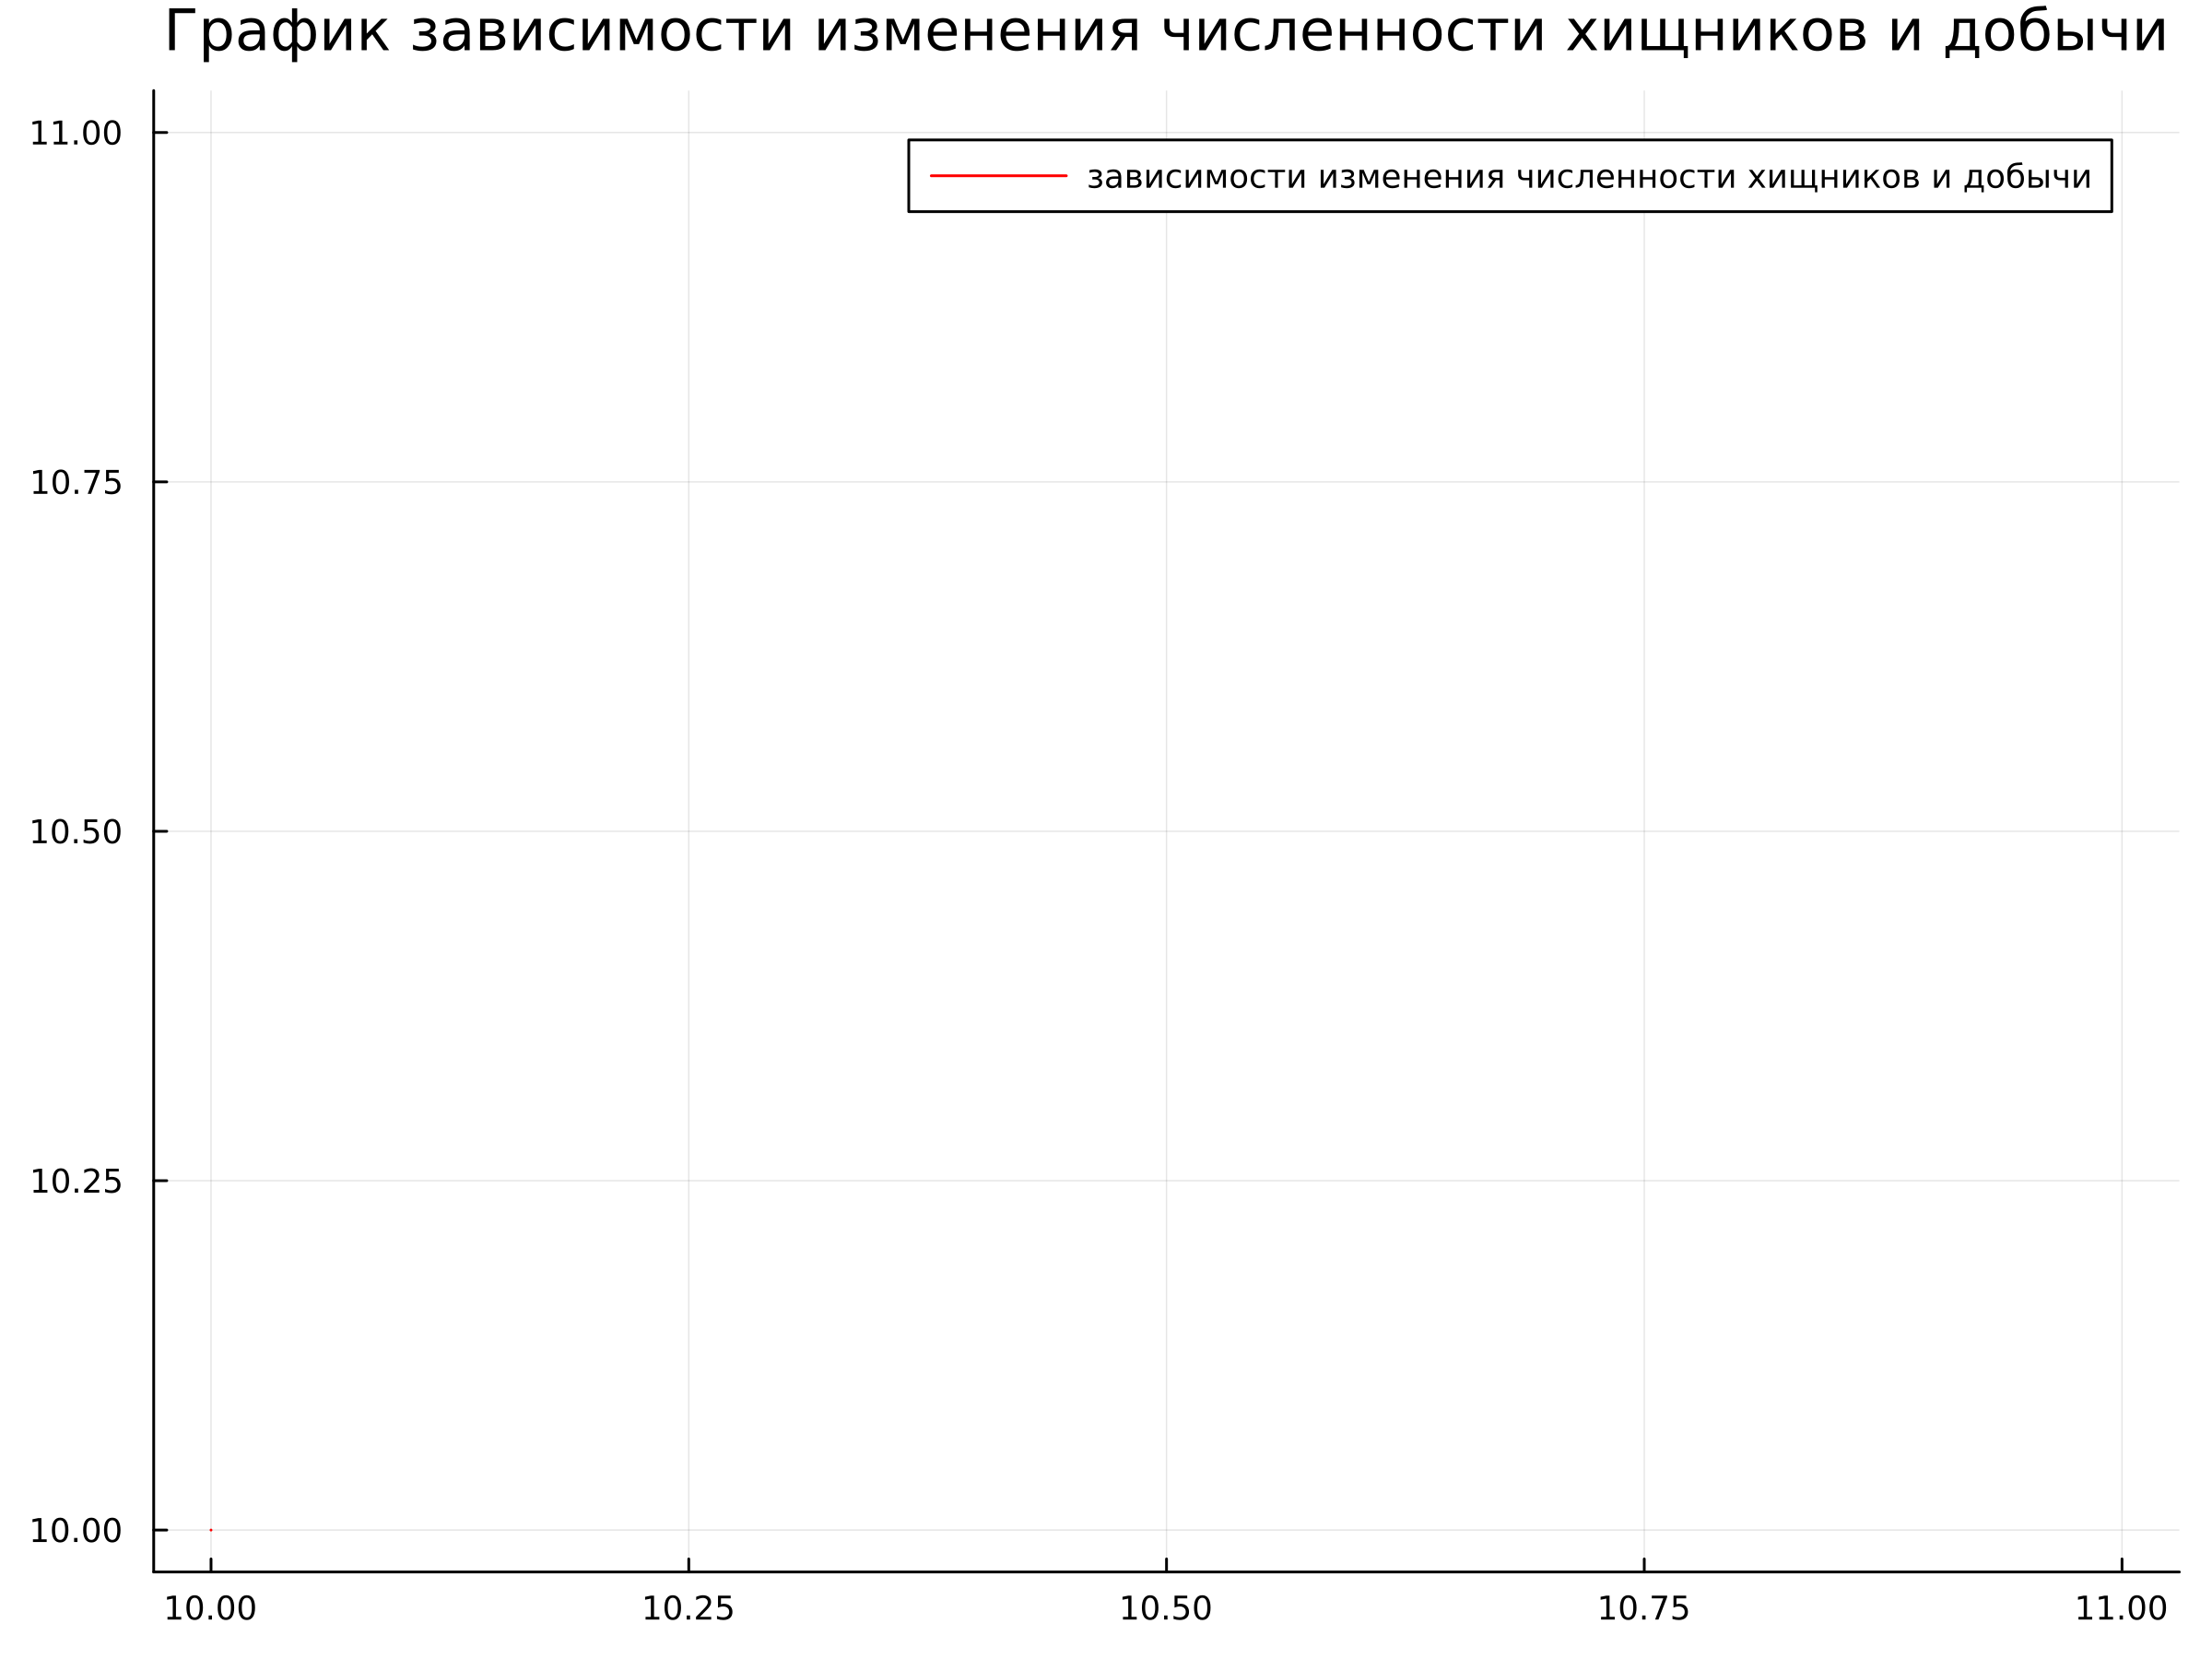 График зависимости изменения численности хищников и добычи
11.00
зависимости изменения численности хищников и добычи
10.75
10.50
10.25
10.00
10.00 10.25 10.50 10.75 11.00